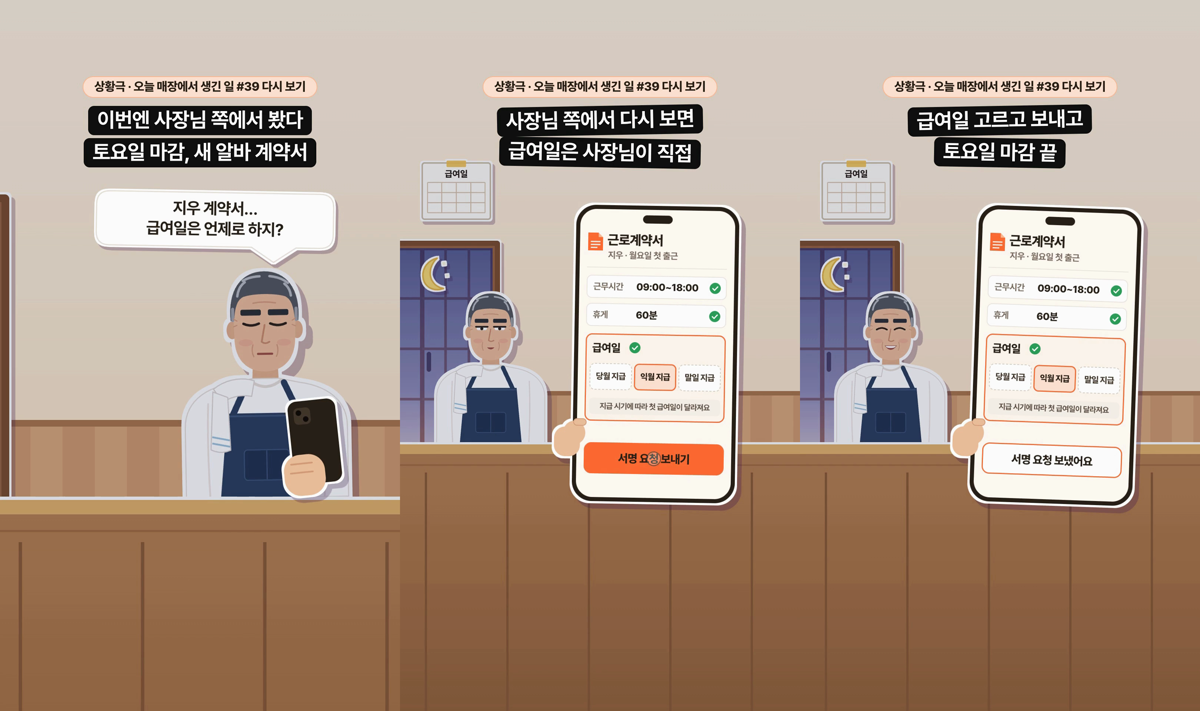 상황극 · 오늘 매장에서 생긴 일 #39 다시 보기
이번엔 사장님 쪽에서 봤다
토요일 마감, 새 알바 계약서
지우 계약서...
급여일은 언제로 하지?
상황극 · 오늘 매장에서 생긴 일 #39 다시 보기
사장님 쪽에서 다시 보면
급여일은 사장님이 직접
급여일
근로계약서
지우 · 월요일 첫 출근
근무시간 09:00~18:00
휴게 60분
급여일
당월 지급 익월 지급 말일 지급
지급 시기에 따라 첫 급여일이 달라져요
서명 요청 보내기
상황극 · 오늘 매장에서 생긴 일 #39 다시 보기
급여일 고르고 보내고
토요일 마감 끝
급여일
근로계약서
지우 · 월요일 첫 출근
근무시간 09:00~18:00
휴게 60분
급여일
당월 지급 익월 지급 말일 지급
지급 시기에 따라 첫 급여일이 달라져요
서명 요청 보냈어요